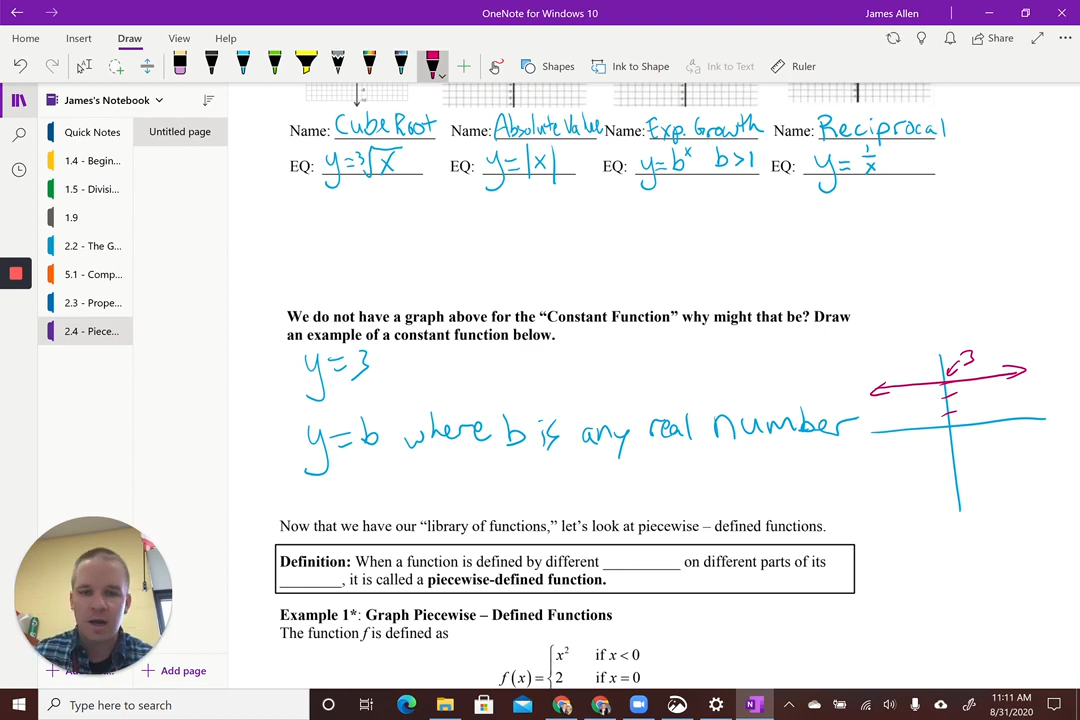 OneNote for Windows 10
James Allen
Home Insert Draw View Help
Share
Shapes Ink to Shape Ink to Text Ruler
James's Notebook
Quick Notes
Untitled page
1.4 - Begin...
1.5 - Divisi...
1.9
2.2 - The G...
5.1 - Comp...
2.3 - Prope...
2.4 - Piece...
Name: Cube Root Name: Absolute Value Name: Exp. Growth Name: Reciprocal
EQ: y=³√x EQ: y=|x| EQ: y=bˣ b>1 EQ: y=1/x
We do not have a graph above for the “Constant Function” why might that be? Draw
an example of a constant function below.
y=3
3
y=b where b is any real number
Now that we have our “library of functions,” let’s look at piecewise – defined functions.
Definition: When a function is defined by different __________ on different parts of its
________, it is called a piecewise-defined function.
Example 1*: Graph Piecewise – Defined Functions
The function f is defined as
x² if x < 0
f (x) = { 2 if x = 0
Add page
Type here to search
11:11 AM
8/31/2020